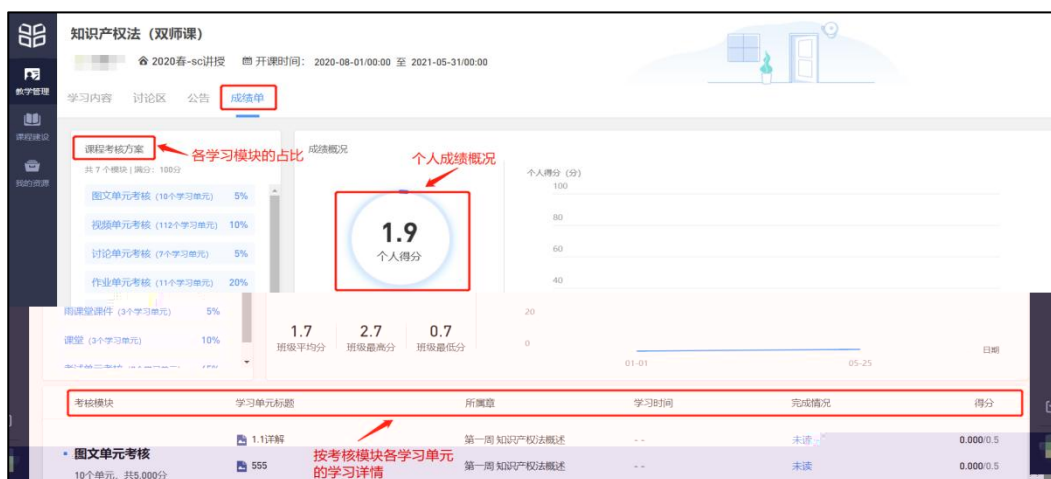 知识产权法（双师课）
2020春-sc讲授 开课时间： 2020-08-01/00:00 至 2021-05-31/00:00
教学管理
课程建设
我的资源
学习内容 讨论区 公告 成绩单
课程考核方案
各学习模块的占比
共 7 个模块 | 满分：100分
图文单元考核 (10个学习单元) 5%
视频单元考核 (112个学习单元) 10%
讨论单元考核 (7个学习单元) 5%
作业单元考核 (11个学习单元) 20%
雨课堂课件 (3个学习单元) 5%
课堂 (3个学习单元) 10%
成绩概况
个人成绩概况
1.9
个人得分
1.7 2.7 0.7
班级平均分 班级最高分 班级最低分
个人得分（分）
100
80
60
40
20
0
01-01 05-25
日期
考核模块 学习单元标题 所属章 学习时间 完成情况 得分
1.1详解 第一周 知识产权法概述 - - 未读 0.000/0.5
图文单元考核
按考核模块各学习单元
的学习详情
555 第一周 知识产权法概述 - - 未读 0.000/0.5
10个单元，共5.000分